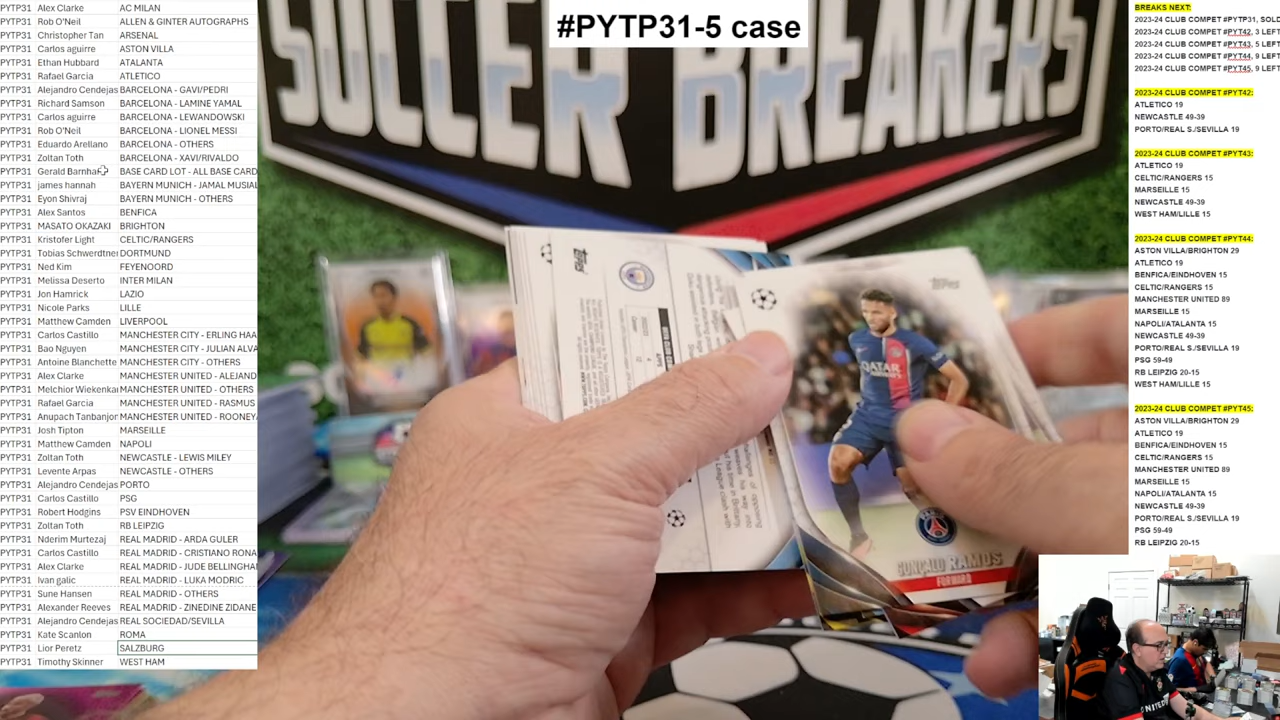 PYTP31 Alex Clarke AC MILAN
PYTP31 Rob O'Neil ALLEN & GINTER AUTOGRAPHS
PYTP31 Christopher Tan ARSENAL
PYTP31 Carlos aguirre ASTON VILLA
PYTP31 Ethan Hubbard ATALANTA
PYTP31 Rafael Garcia ATLETICO
PYTP31 Alejandro Cendejas BARCELONA - GAVI/PEDRI
PYTP31 Richard Samson BARCELONA - LAMINE YAMAL
PYTP31 Carlos aguirre BARCELONA - LEWANDOWSKI
PYTP31 Rob O'Neil BARCELONA - LIONEL MESSI
PYTP31 Eduardo Arellano BARCELONA - OTHERS
PYTP31 Zoltan Toth BARCELONA - XAVI/RIVALDO
PYTP31 Gerald Barnhar BASE CARD LOT - ALL BASE CARD
PYTP31 james hannah BAYERN MUNICH - JAMAL MUSIAL
PYTP31 Eyon Shivraj BAYERN MUNICH - OTHERS
PYTP31 Alex Santos BENFICA
PYTP31 MASATO OKAZAKI BRIGHTON
PYTP31 Kristofer Light CELTIC/RANGERS
PYTP31 Tobias Schwerdtner DORTMUND
PYTP31 Ned Kim FEYENOORD
PYTP31 Melissa Deserto INTER MILAN
PYTP31 Jon Hamrick LAZIO
PYTP31 Nicole Parks LILLE
PYTP31 Matthew Camden LIVERPOOL
PYTP31 Carlos Castillo MANCHESTER CITY - ERLING HAA
PYTP31 Bao Nguyen MANCHESTER CITY - JULIAN ALVA
PYTP31 Antoine Blanchette MANCHESTER CITY - OTHERS
PYTP31 Alex Clarke MANCHESTER UNITED - ALEJAND
PYTP31 Melchior Wiekenkar MANCHESTER UNITED - OTHERS
PYTP31 Rafael Garcia MANCHESTER UNITED - RASMUS
PYTP31 Anupach Tanbanjor MANCHESTER UNITED - ROONEY
PYTP31 Josh Tipton MARSEILLE
PYTP31 Matthew Camden NAPOLI
PYTP31 Zoltan Toth NEWCASTLE - LEWIS MILEY
PYTP31 Levente Arpas NEWCASTLE - OTHERS
PYTP31 Alejandro Cendejas PORTO
PYTP31 Carlos Castillo PSG
PYTP31 Robert Hodgins PSV EINDHOVEN
PYTP31 Zoltan Toth RB LEIPZIG
PYTP31 Nderim Murtezaj REAL MADRID - ARDA GULER
PYTP31 Carlos Castillo REAL MADRID - CRISTIANO RONA
PYTP31 Alex Clarke REAL MADRID - JUDE BELLINGHA
PYTP31 Ivan galic REAL MADRID - LUKA MODRIC
PYTP31 Sune Hansen REAL MADRID - OTHERS
PYTP31 Alexander Reeves REAL MADRID - ZINEDINE ZIDANE
PYTP31 Alejandro Cendejas REAL SOCIEDAD/SEVILLA
PYTP31 Kate Scanlon ROMA
PYTP31 Lior Peretz SALZBURG
PYTP31 Timothy Skinner WEST HAM
#PYTP31-5 case
SOCCER BREAKERS
Topps
Topps
QATAR
GONÇALO RAMOS
FORWARD
BREAKS NEXT:
2023-24 CLUB COMPET #PYTP31, SOLD
2023-24 CLUB COMPET #PYT42, 3 LEFT
2023-24 CLUB COMPET #PYT43, 5 LEFT
2023-24 CLUB COMPET #PYT44, 9 LEFT
2023-24 CLUB COMPET #PYT45, 9 LEFT
2023-24 CLUB COMPET #PYT42:
ATLETICO 19
NEWCASTLE 49-39
PORTO/REAL S./SEVILLA 19
2023-24 CLUB COMPET #PYT43:
ATLETICO 19
CELTIC/RANGERS 15
MARSEILLE 15
NEWCASTLE 49-39
WEST HAM/LILLE 15
2023-24 CLUB COMPET #PYT44:
ASTON VILLA/BRIGHTON 29
ATLETICO 19
BENFICA/EINDHOVEN 15
CELTIC/RANGERS 15
MANCHESTER UNITED 89
MARSEILLE 15
NAPOLI/ATALANTA 15
NEWCASTLE 49-39
PORTO/REAL S./SEVILLA 19
PSG 59-49
RB LEIPZIG 20-15
WEST HAM/LILLE 15
2023-24 CLUB COMPET #PYT45:
ASTON VILLA/BRIGHTON 29
ATLETICO 19
BENFICA/EINDHOVEN 15
CELTIC/RANGERS 15
MANCHESTER UNITED 89
MARSEILLE 15
NAPOLI/ATALANTA 15
NEWCASTLE 49-39
PORTO/REAL S./SEVILLA 19
PSG 59-49
RB LEIPZIG 20-15